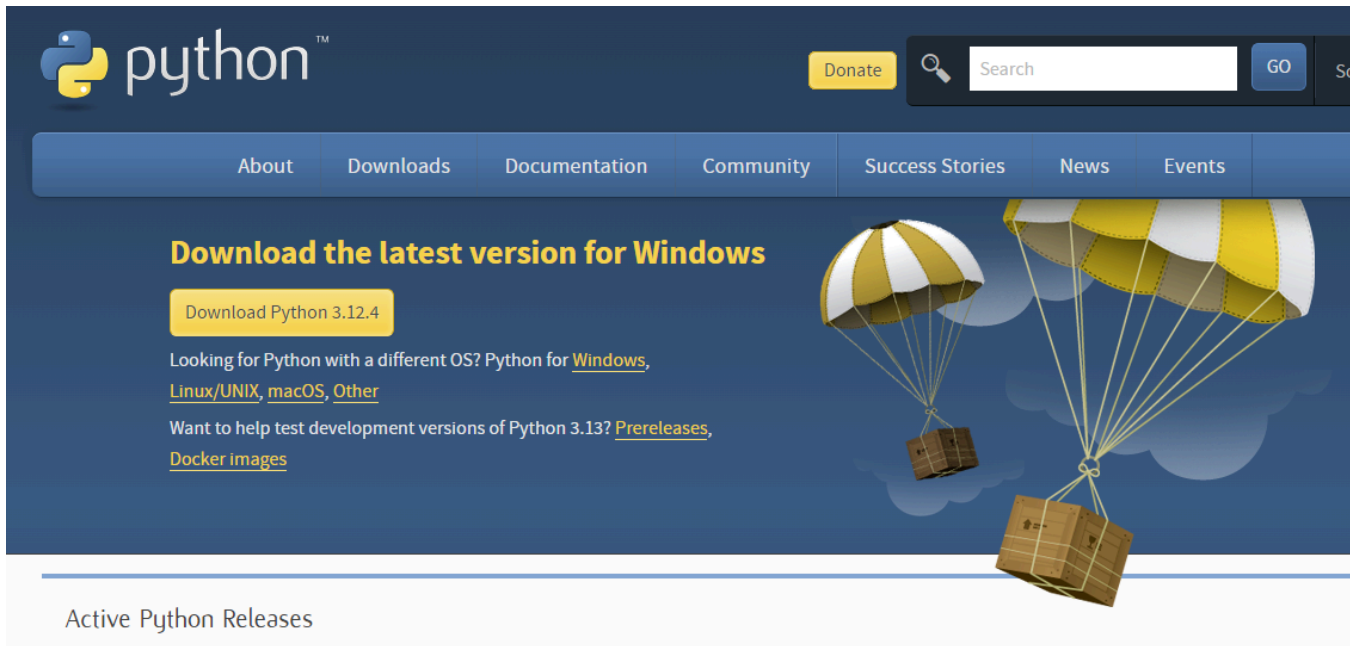 python™
Donate
Search
GO
So
About Downloads Documentation Community Success Stories News Events
Download the latest version for Windows
Download Python 3.12.4
Looking for Python with a different OS? Python for Windows,
Linux/UNIX, macOS, Other
Want to help test development versions of Python 3.13? Prereleases,
Docker images
Active Python Releases